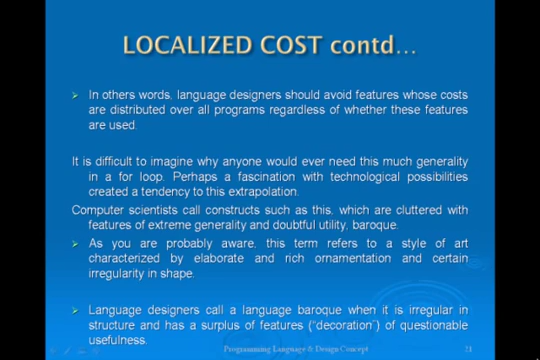 LOCALIZED COST contd…
In others words, language designers should avoid features whose costs
are distributed over all programs regardless of whether these features
are used.
It is difficult to imagine why anyone would ever need this much generality
in a for loop. Perhaps a fascination with technological possibilities
created a tendency to this extrapolation.
Computer scientists call constructs such as this, which are cluttered with
features of extreme generality and doubtful utility, baroque.
As you are probably aware, this term refers to a style of art
characterized by elaborate and rich ornamentation and certain
irregularity in shape.
Language designers call a language baroque when it is irregular in
structure and has a surplus of features ("decoration") of questionable
usefulness.
Programming Language & Design Concept